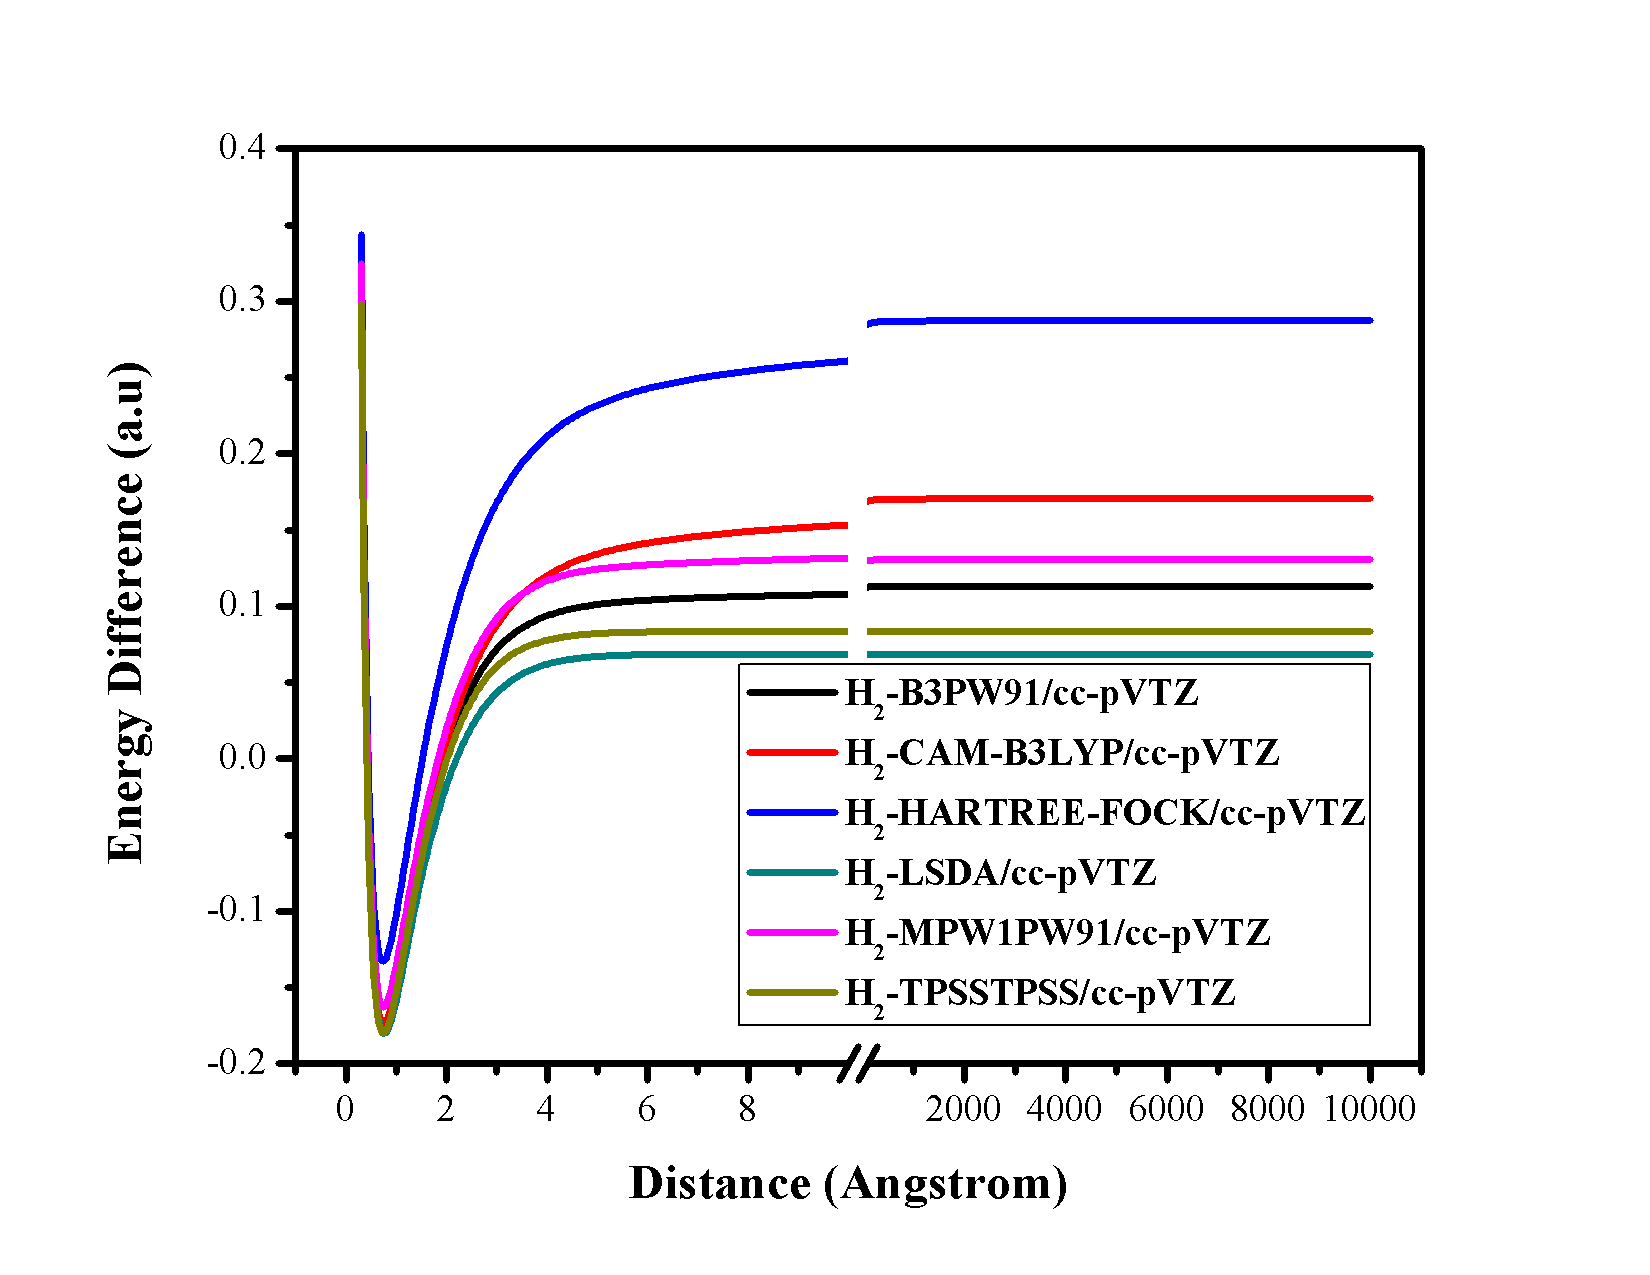 0.4
0.3
0.2
0.1
0.0
-0.1
-0.2
Energy Difference (a.u)
H2-B3PW91/cc-pVTZ
H2-CAM-B3LYP/cc-pVTZ
H2-HARTREE-FOCK/cc-pVTZ
H2-LSDA/cc-pVTZ
H2-MPW1PW91/cc-pVTZ
H2-TPSSTPSS/cc-pVTZ
0 2 4 6 8 2000 4000 6000 8000 10000
Distance (Angstrom)